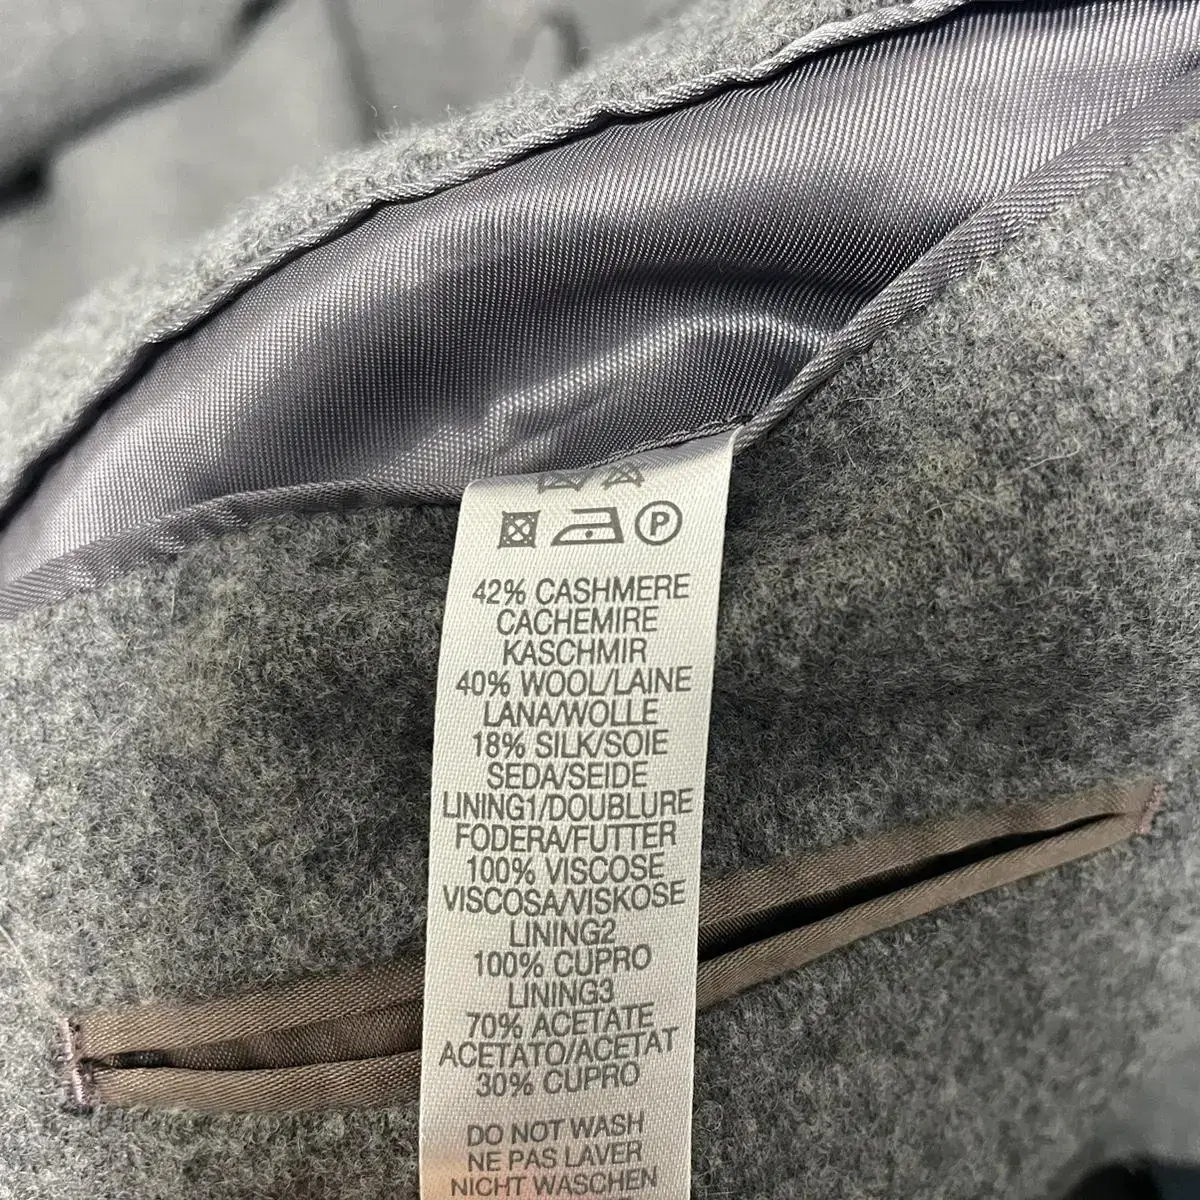 P
42% CASHMERE
CACHEMIRE
KASCHMIR
40% WOOL/LAINE
LANA/WOLLE
18% SILK/SOIE
SEDA/SEIDE
LINING1/DOUBLURE
FODERA/FUTTER
100% VISCOSE
VISCOSA/VISKOSE
LINING2
100% CUPRO
LINING3
70% ACETATE
ACETATO/ACETAT
30% CUPRO
DO NOT WASH
NE PAS LAVER
NICHT WASCHEN